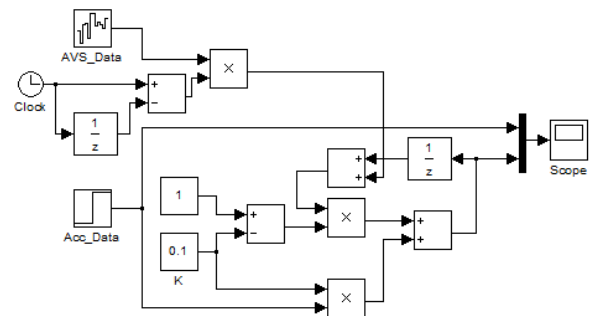 AVS_Data
×
+
−
Clock
1
z
+
+
1
z
Scope
Acc_Data
1
+
−
×
+
+
0.1
K
×